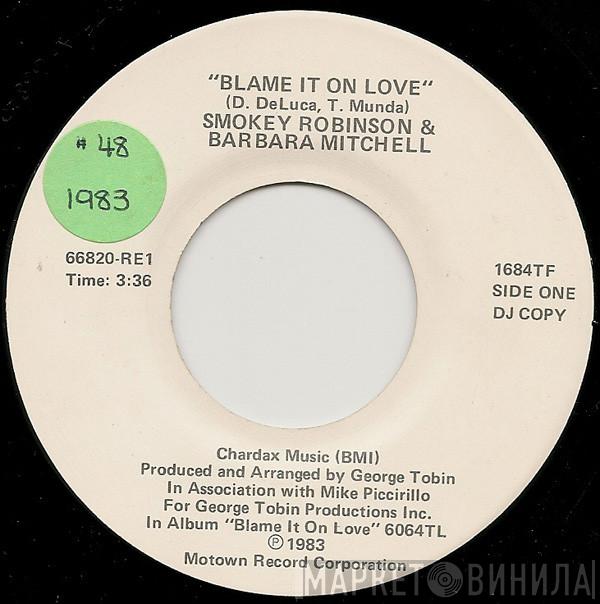 "BLAME IT ON LOVE"
(D. DeLuca, T. Munda)
SMOKEY ROBINSON &
BARBARA MITCHELL
# 48
1983
66820-RE1
Time: 3:36
1684TF
SIDE ONE
DJ COPY
Chardax Music (BMI)
Produced and Arranged by George Tobin
In Association with Mike Piccirillo
For George Tobin Productions Inc.
In Album "Blame It On Love" 6064TL
℗ 1983
Motown Record Corporation
МАРКЕТ ВИНИЛА